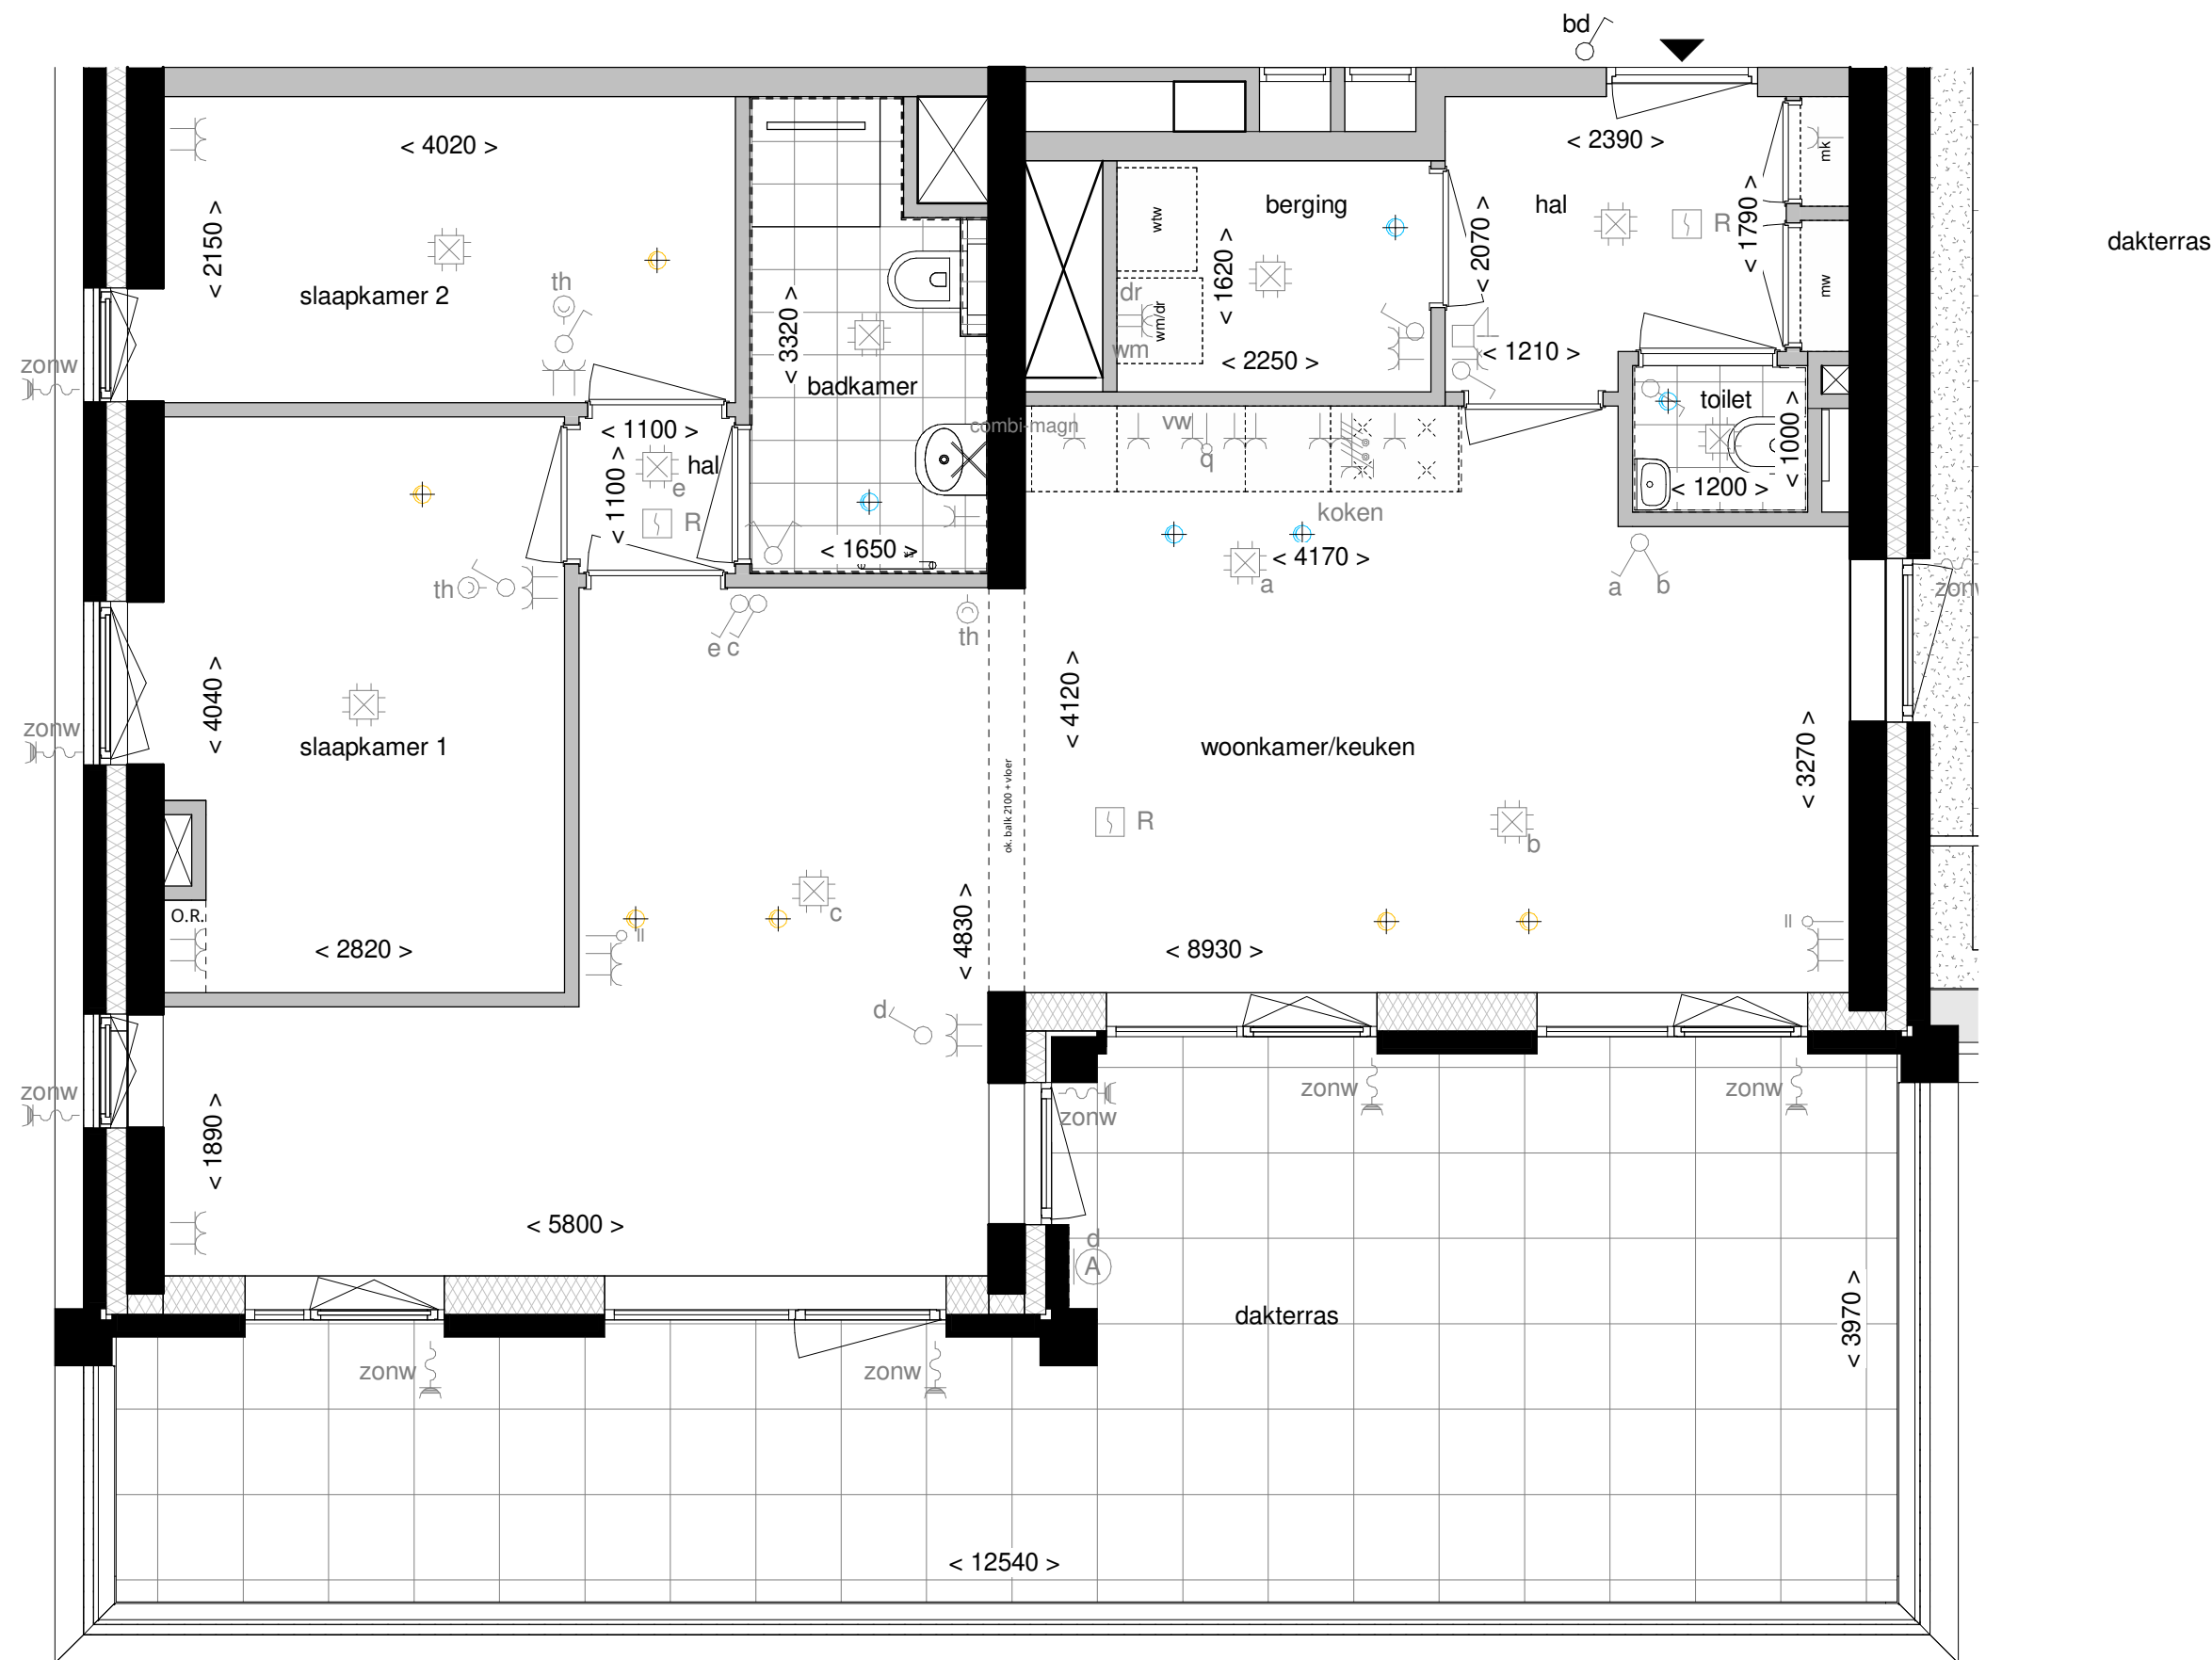 bd
< 4020 >
< 2390 >
mk
< 2150 >
berging
hal
R
< 1790 >
wtw
< 1620 >
< 2070 >
dakterras
slaapkamer 2
th
< 3320 >
dr
wm/dr
wm
mw
< 2250 >
< 1210 >
zonw
badkamer
toilet
< 1100 >
combi-magn
vw
q
< 1000 >
hal
e
< 1100 >
R
< 1200 >
koken
< 1650 >
< 4170 >
th
a
a
b
zonw
e c
th
< 4040 >
< 4120 >
zonw
slaapkamer 1
woonkamer/keuken
< 3270 >
ok. balk 2100 + vloer
R
b
O.R.
c
< 2820 >
< 4830 >
< 8930 >
d
zonw
zonw
zonw
zonw
< 1890 >
< 5800 >
d
A
dakterras
< 3970 >
zonw
zonw
< 12540 >